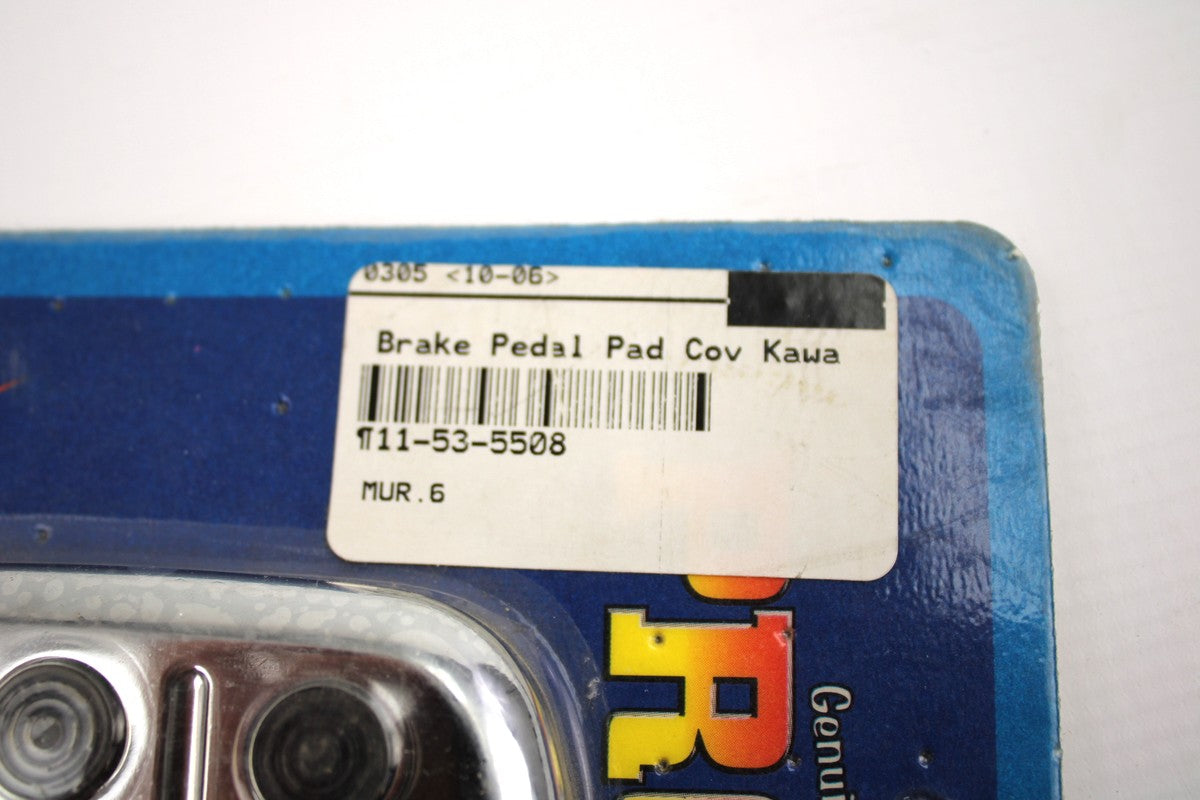 0305 <10-06>
Brake Pedal Pad Cov Kawa
¶11-53-5508
MUR.6